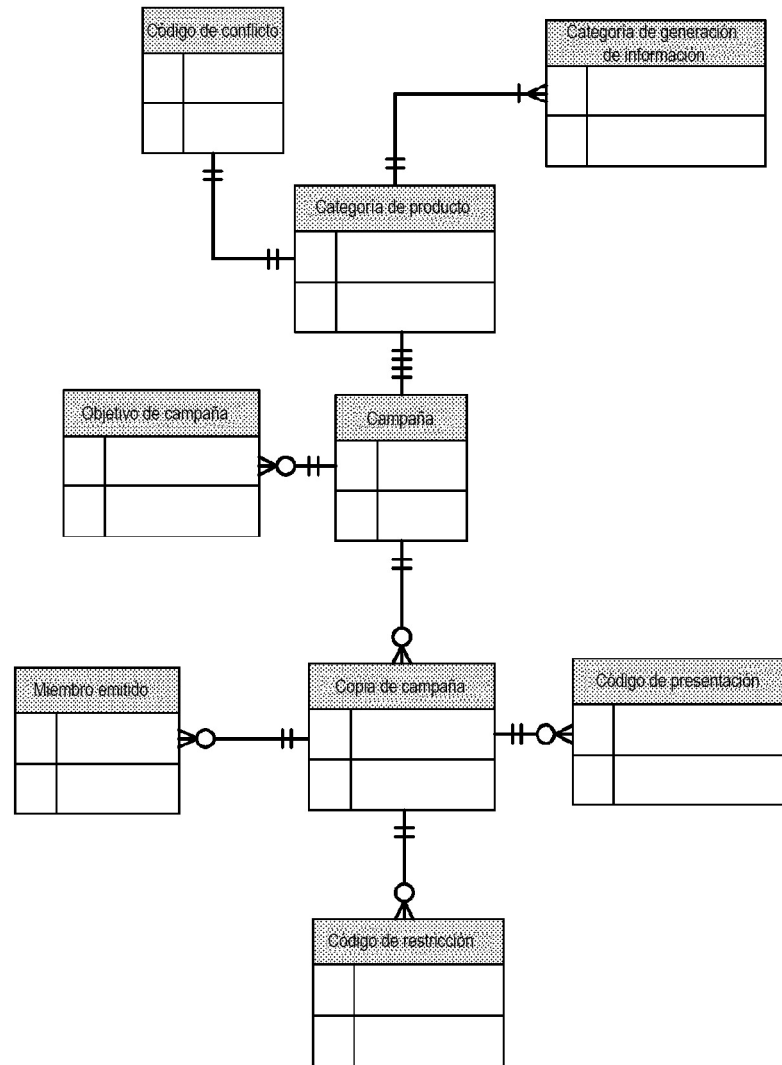 Código de conflicto
Categoría de generación
de información
Categoría de producto
Objetivo de campaña
Campaña
Miembro emitido
Copia de campaña
Código de presentación
Código de restricción